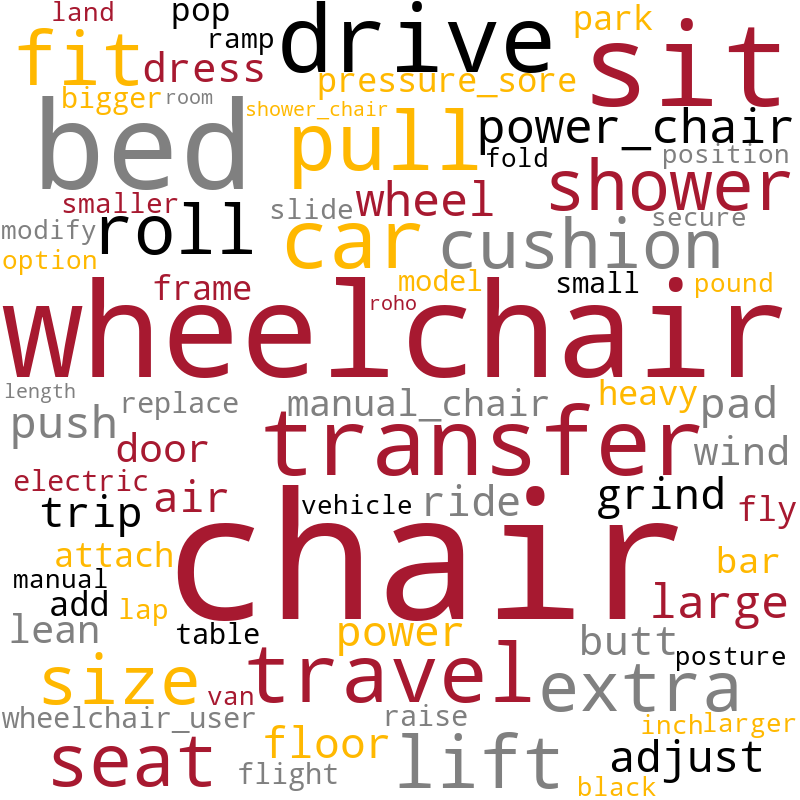 land pop drive park
ramp
fit dress sit
pressure_sore
bigger room shower_chair
bed pull power_chair
fold position
smaller slide wheel shower
modify roll car cushion secure
option
frame model small pound
roho
wheelchair
length
push replace manual_chair heavy pad
door transfer wind
electric
trip air vehicle ride grind fly
chair
attach bar
manual
add lap large
lean table power butt
posture
size van travel extra
wheelchair_user raise inch larger
seat floor lift adjust
flight black